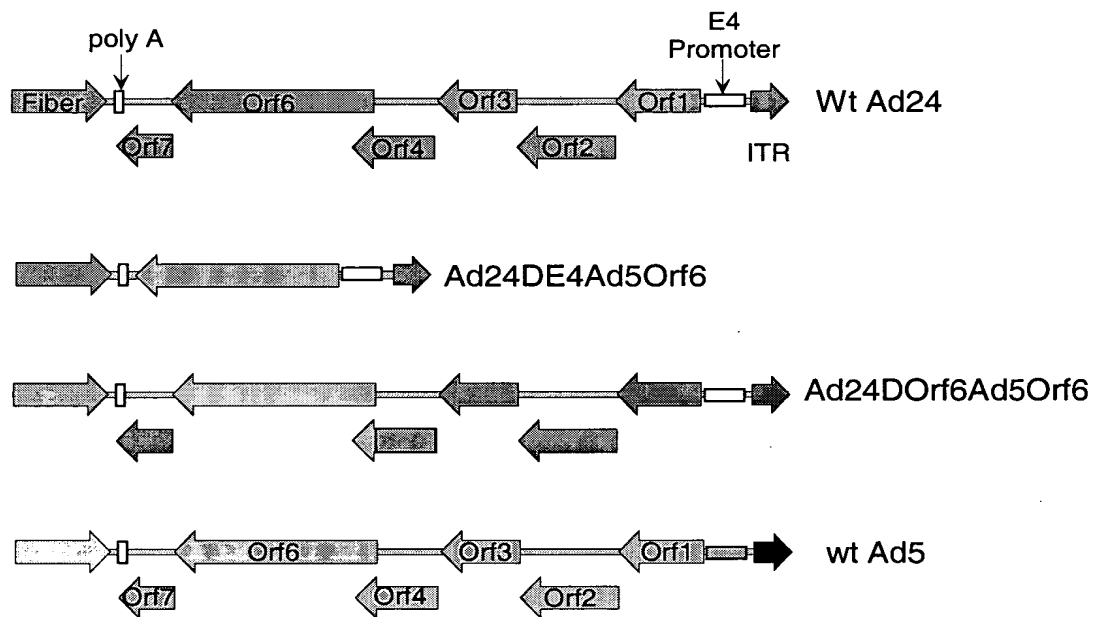 poly A
E4
Promoter
Fiber
Orf6
Orf3
Orf1
Wt Ad24
Orf7
Orf4
Orf2
ITR
Ad24DE4Ad5Orf6
Ad24DOrf6Ad5Orf6
Orf6
Orf3
Orf1
wt Ad5
Orf7
Orf4
Orf2